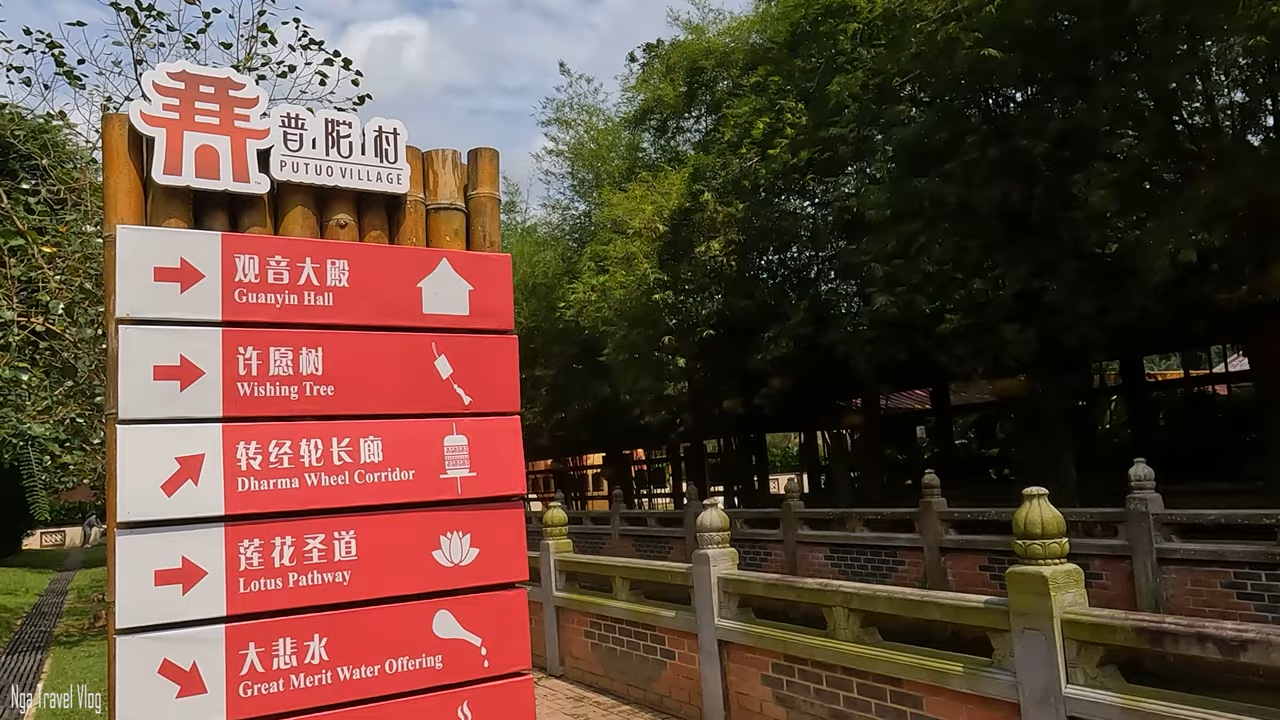 普陀村
PUTUO VILLAGE
观音大殿
Guanyin Hall
许愿树
Wishing Tree
转经轮长廊
Dharma Wheel Corridor
莲花圣道
Lotus Pathway
大悲水
Great Merit Water Offering
Nga Travel Vlog